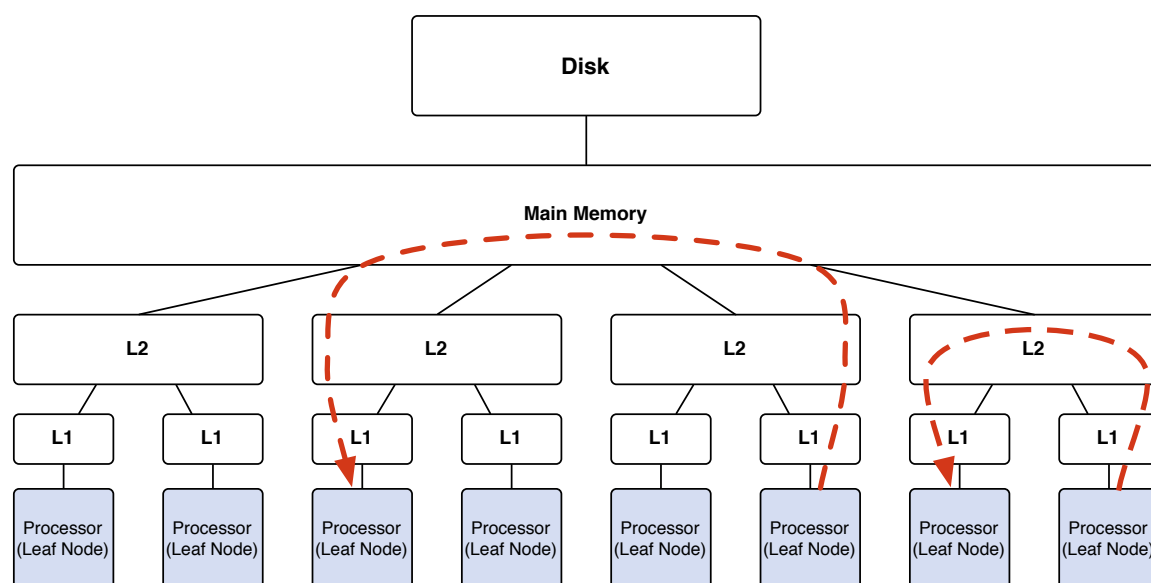 Disk
Main Memory
L2
L2
L2
L2
L1
L1
L1
L1
L1
L1
L1
L1
Processor
(Leaf Node)
Processor
(Leaf Node)
Processor
(Leaf Node)
Processor
(Leaf Node)
Processor
(Leaf Node)
Processor
(Leaf Node)
Processor
(Leaf Node)
Processor
(Leaf Node)